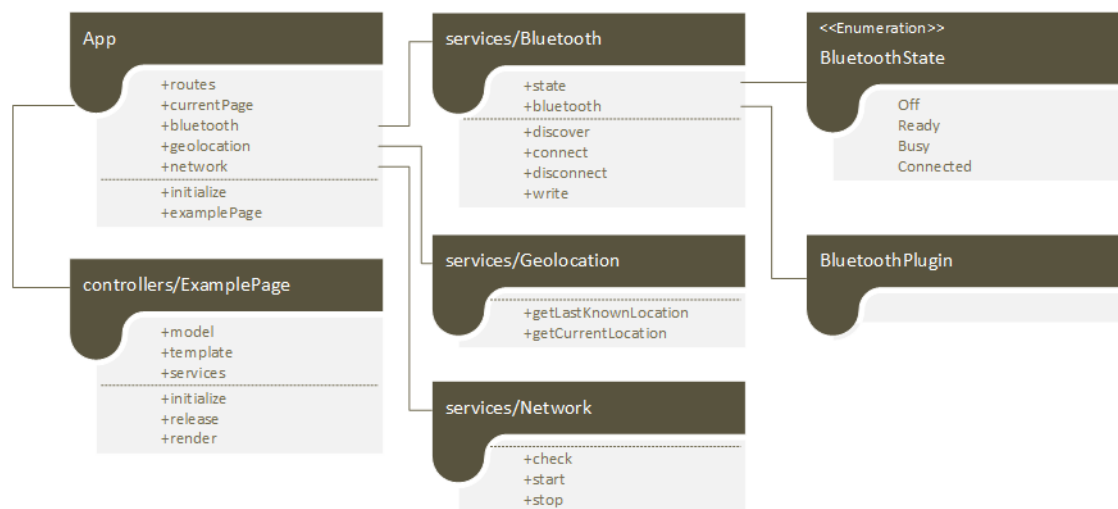 App
+routes
+currentPage
+bluetooth
+geolocation
+network
+initialize
+examplePage
controllers/ExamplePage
+model
+template
+services
+initialize
+release
+render
services/Bluetooth
+state
+bluetooth
+discover
+connect
+disconnect
+write
services/Geolocation
+getLastKnownLocation
+getCurrentLocation
services/Network
+check
+start
+stop
<<Enumeration>>
BluetoothState
Off
Ready
Busy
Connected
BluetoothPlugin